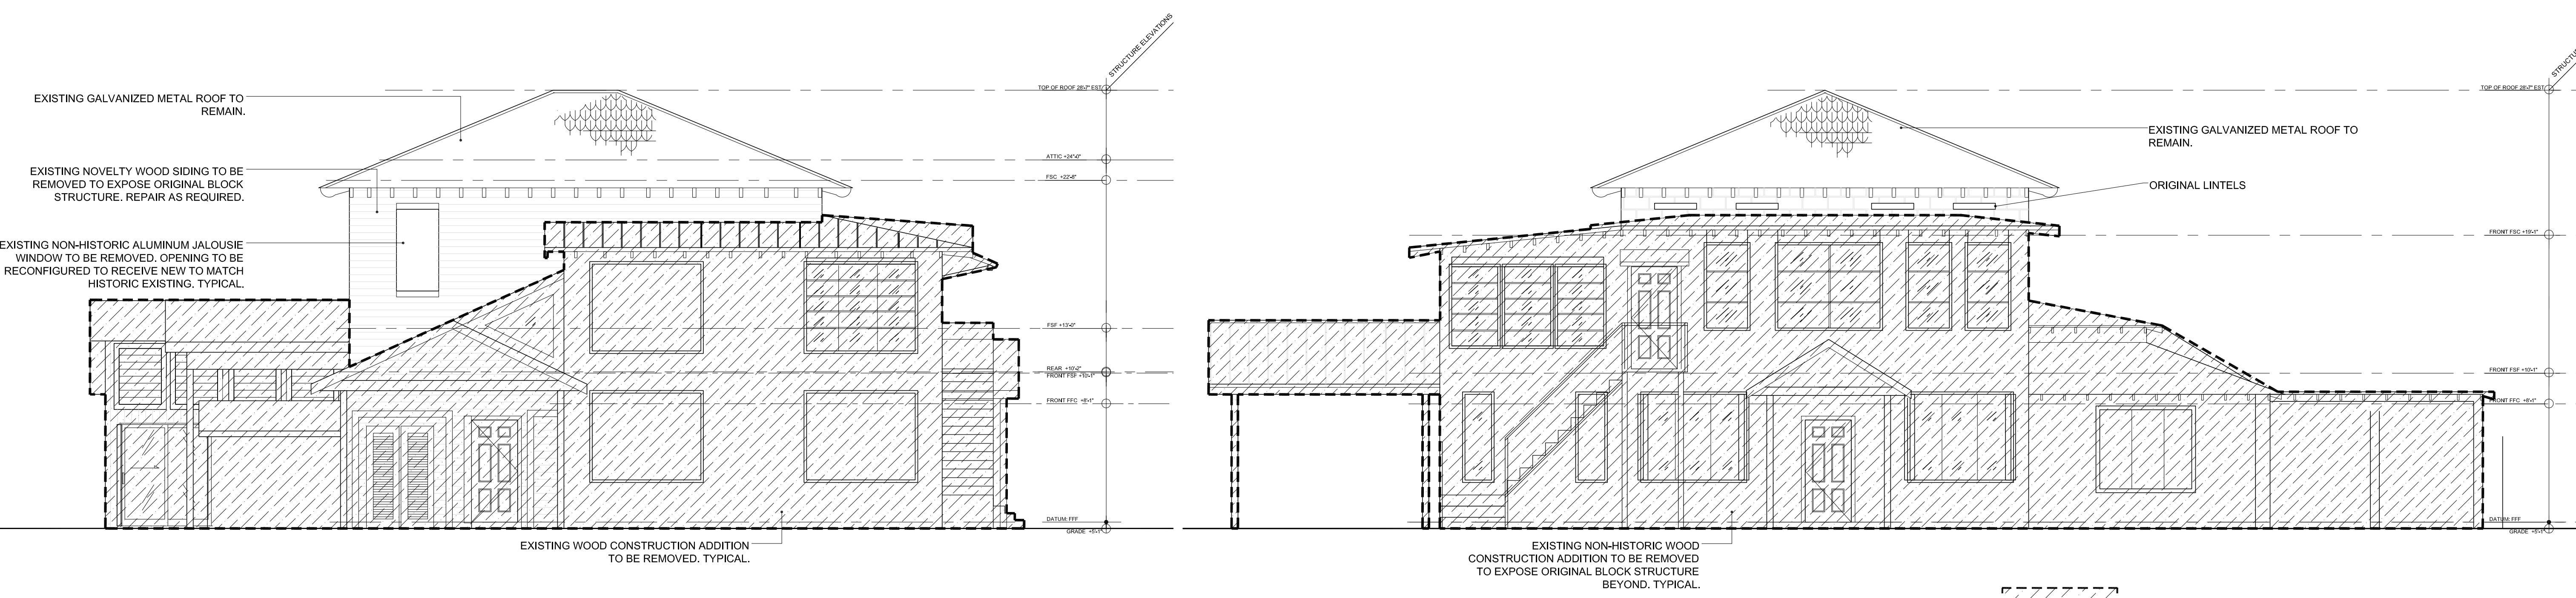 STRUCTURE ELEVATIONS
TOP OF ROOF 28'-7" EST.
EXISTING GALVANIZED METAL ROOF TO
REMAIN.
ATTIC +24'-0"
EXISTING NOVELTY WOOD SIDING TO BE
REMOVED TO EXPOSE ORIGINAL BLOCK
STRUCTURE. REPAIR AS REQUIRED.
FSC +22'-8"
EXISTING NON-HISTORIC ALUMINUM JALOUSIE
WINDOW TO BE REMOVED. OPENING TO BE
RECONFIGURED TO RECEIVE NEW TO MATCH
HISTORIC EXISTING. TYPICAL.
FSF +13'-0"
REAR +10'-2"
FRONT FSF +10'-1"
FRONT FFC +8'-1"
DATUM: FFF
GRADE +5'-1"
EXISTING WOOD CONSTRUCTION ADDITION
TO BE REMOVED. TYPICAL.
STRUCTU
TOP OF ROOF 28'-7" EST.
EXISTING GALVANIZED METAL ROOF TO
REMAIN.
ORIGINAL LINTELS
FRONT FSC +19'-1"
FRONT FSF +10'-1"
FRONT FFC +8'-1"
DATUM: FFF
GRADE +5'-1"
EXISTING NON-HISTORIC WOOD
CONSTRUCTION ADDITION TO BE REMOVED
TO EXPOSE ORIGINAL BLOCK STRUCTURE
BEYOND. TYPICAL.